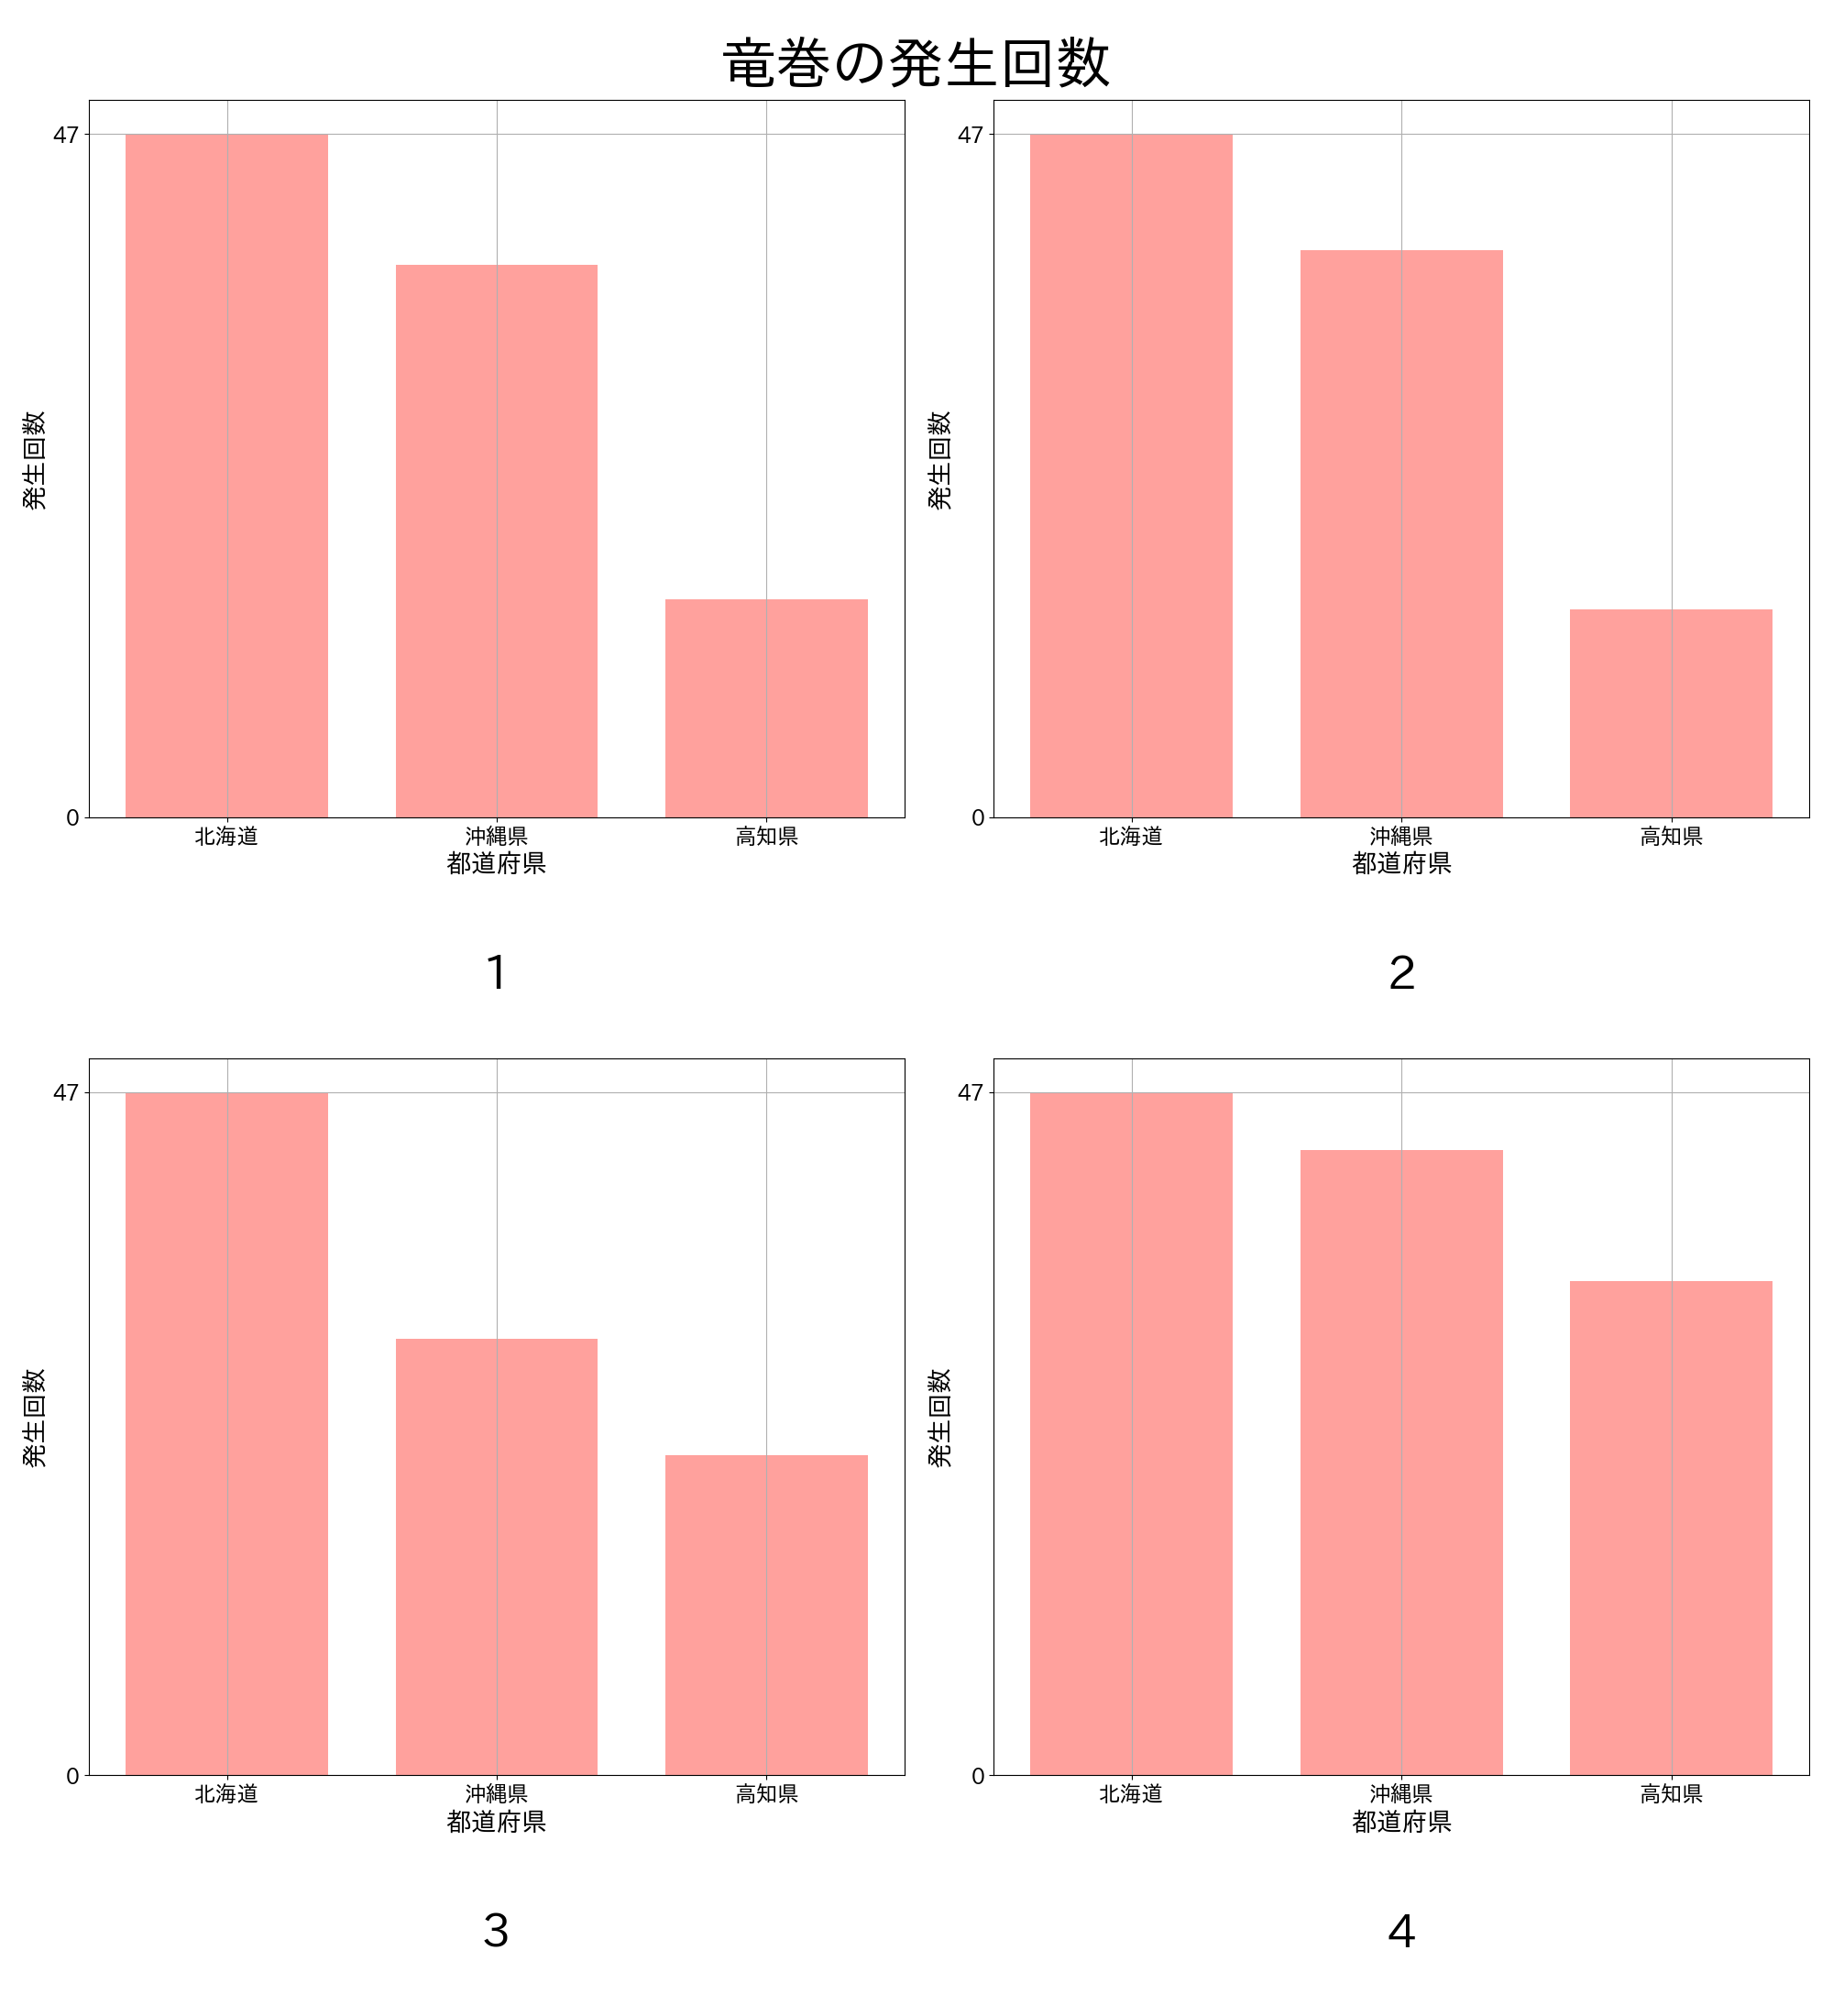 竜巻の発生回数
47
発生回数
0
北海道 沖縄県 高知県
都道府県
1
47
発生回数
0
北海道 沖縄県 高知県
都道府県
2
47
発生回数
0
北海道 沖縄県 高知県
都道府県
3
47
発生回数
0
北海道 沖縄県 高知県
都道府県
4